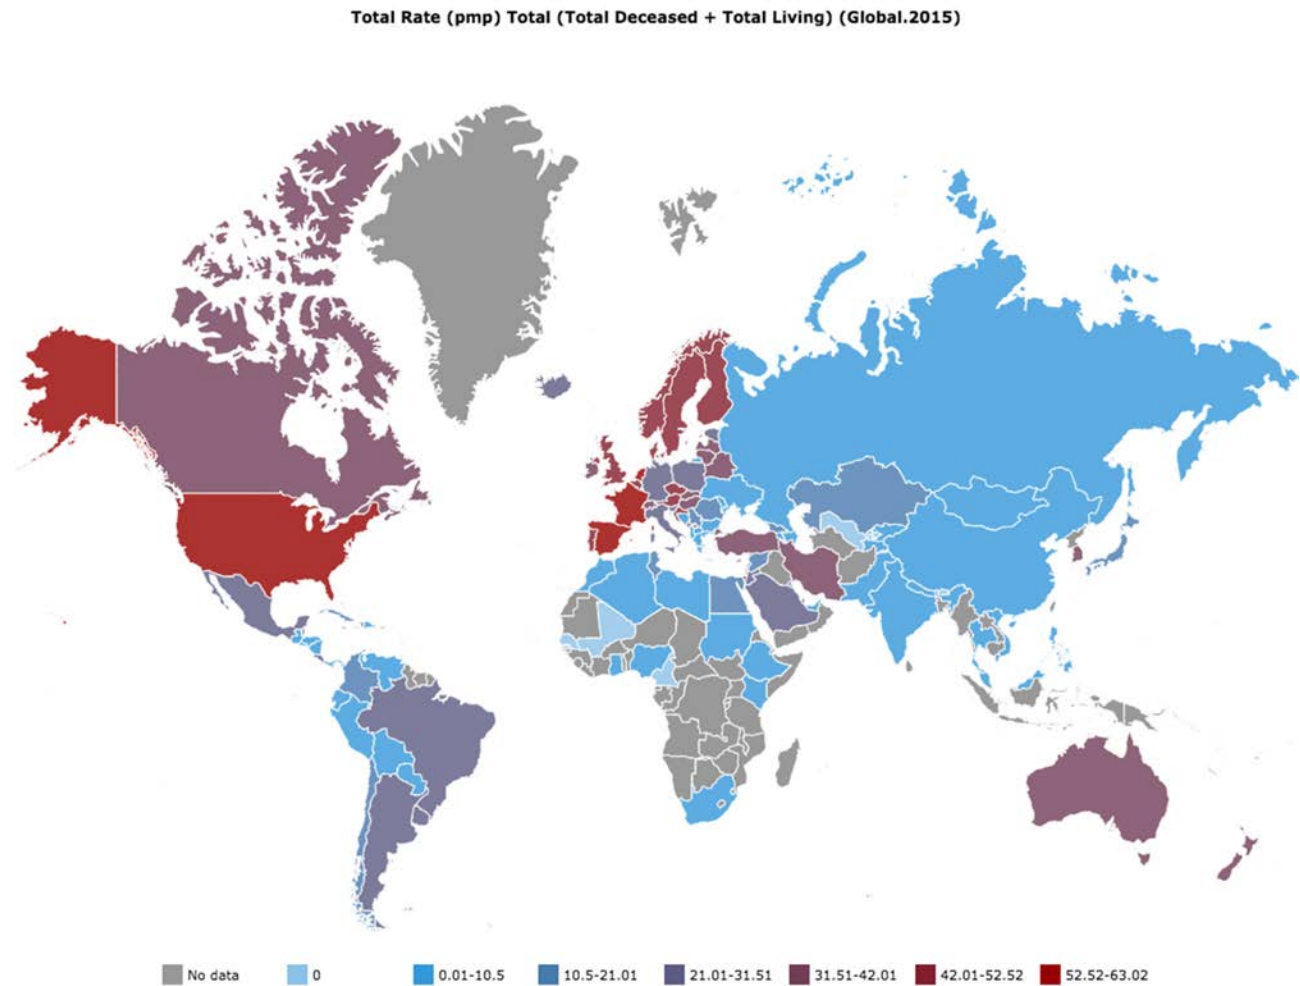 Total Rate (pmp) Total (Total Deceased + Total Living) (Global.2015)
No data 0 0.01-10.5 10.5-21.01 21.01-31.51 31.51-42.01 42.01-52.52 52.52-63.02